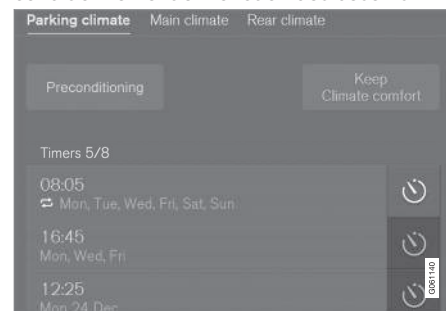 Parking climate Main climate Rear climate
Preconditioning
Keep
Climate comfort
Timers 5/8
08:05
Mon, Tue, Wed, Fri, Sat, Sun
16:45
Mon, Wed, Fri
12:25
Mon 24 Dec
G061140